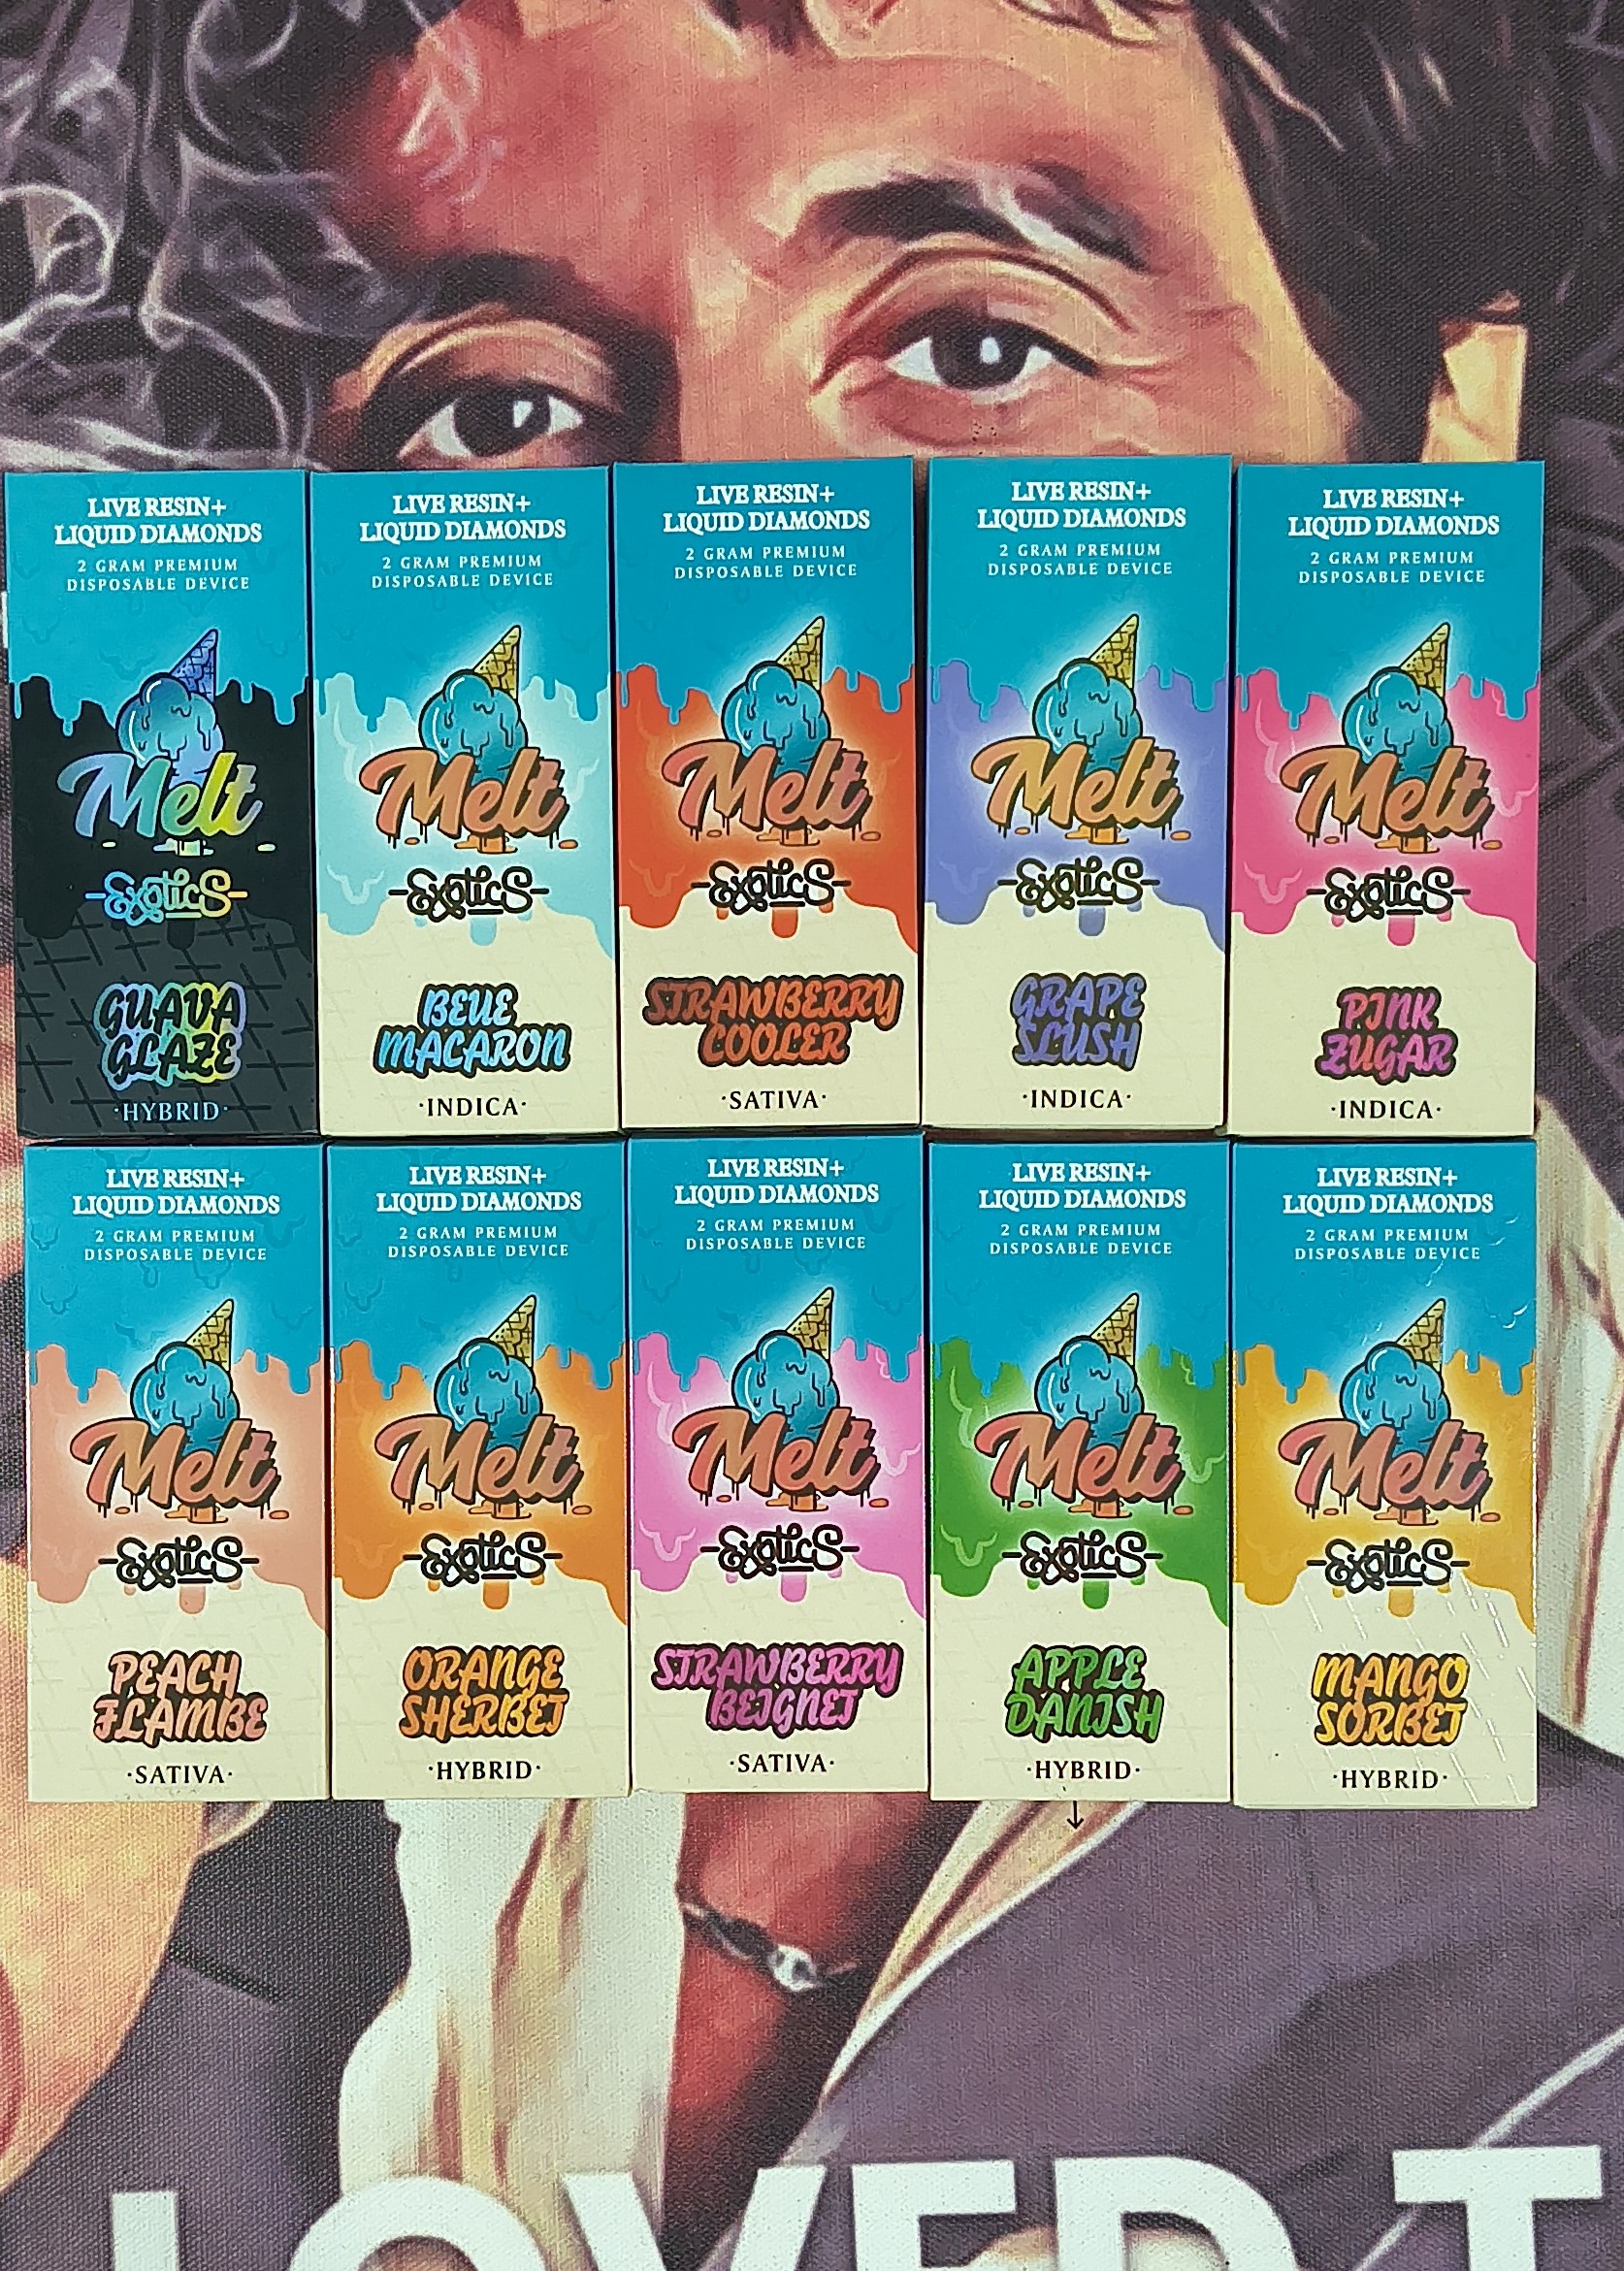 LIVE RESIN+
LIQUID DIAMONDS
2 GRAM PREMIUM
DISPOSABLE DEVICE
Melt
Exotics
GUAVA
GLAZE
·HYBRID·
LIVE RESIN+
LIQUID DIAMONDS
2 GRAM PREMIUM
DISPOSABLE DEVICE
Melt
Exotics
BLUE
MACARON
·INDICA·
LIVE RESIN+
LIQUID DIAMONDS
2 GRAM PREMIUM
DISPOSABLE DEVICE
Melt
Exotics
STRAWBERRY
COOLER
·SATIVA·
LIVE RESIN+
LIQUID DIAMONDS
2 GRAM PREMIUM
DISPOSABLE DEVICE
Melt
Exotics
GRAPE
SLUSH
·INDICA·
LIVE RESIN+
LIQUID DIAMONDS
2 GRAM PREMIUM
DISPOSABLE DEVICE
Melt
Exotics
PINK
ZUGAR
·INDICA·
LIVE RESIN+
LIQUID DIAMONDS
2 GRAM PREMIUM
DISPOSABLE DEVICE
Melt
Exotics
PEACH
FLAMBE
·SATIVA·
LIVE RESIN+
LIQUID DIAMONDS
2 GRAM PREMIUM
DISPOSABLE DEVICE
Melt
Exotics
ORANGE
SHERBET
·HYBRID·
LIVE RESIN+
LIQUID DIAMONDS
2 GRAM PREMIUM
DISPOSABLE DEVICE
Melt
Exotics
STRAWBERRY
BEIGNET
·SATIVA·
LIVE RESIN+
LIQUID DIAMONDS
2 GRAM PREMIUM
DISPOSABLE DEVICE
Melt
Exotics
APPLE
DANISH
·HYBRID·
LIVE RESIN+
LIQUID DIAMONDS
2 GRAM PREMIUM
DISPOSABLE DEVICE
Melt
Exotics
MANGO
SORBET
·HYBRID·
LOVED T